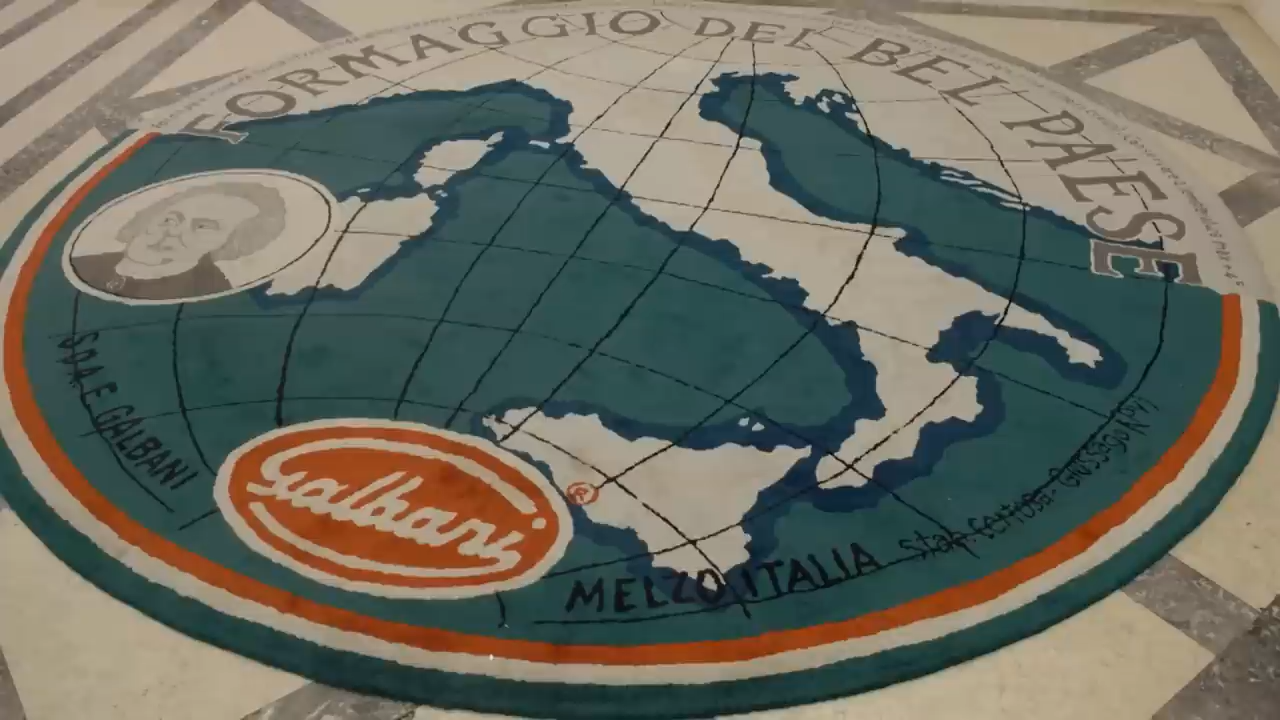 FORMAGGIO DEL BEL PAESE
S.P.A. E. GALBANI
Galbani
®
MELZO ITALIA